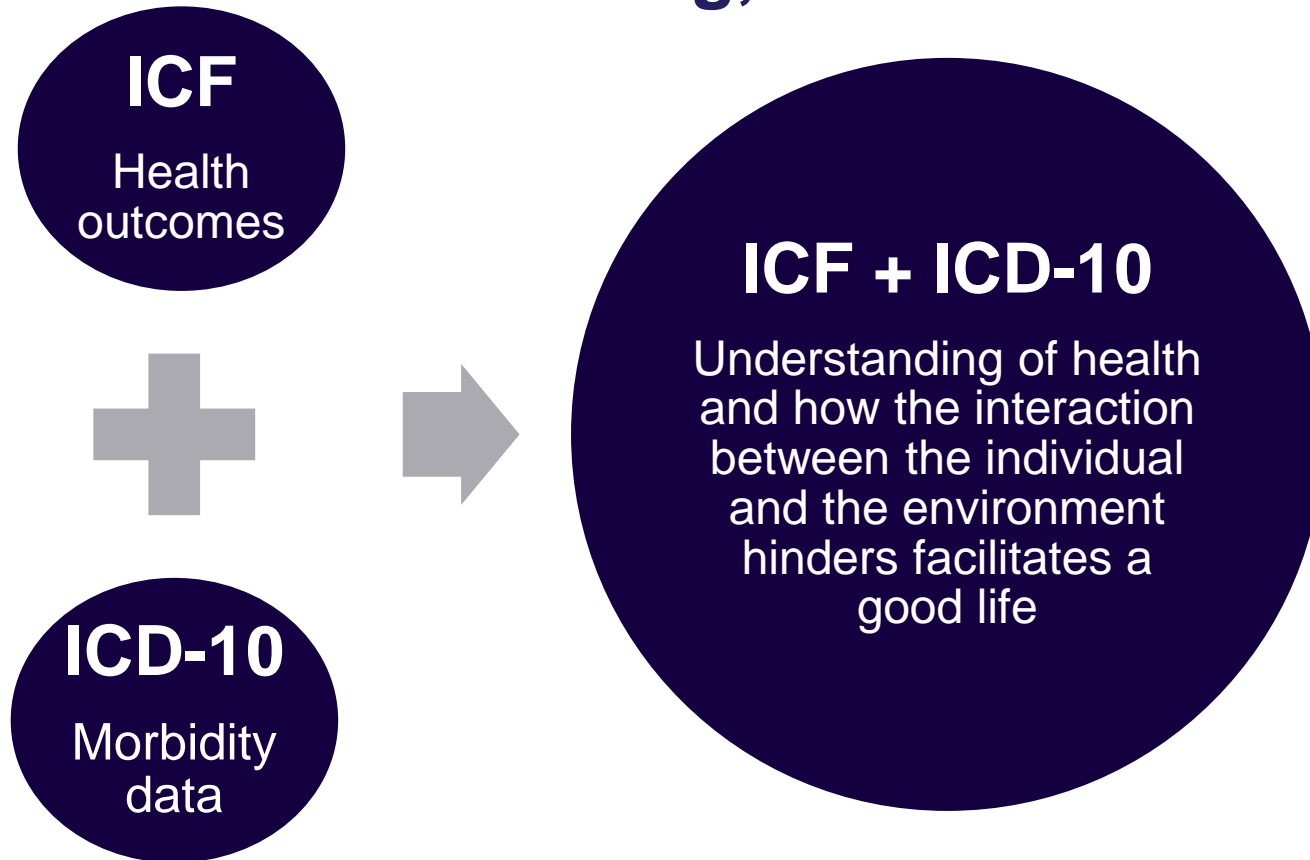 g,
ICF
Health
outcomes
ICD-10
Morbidity
data
ICF + ICD-10
Understanding of health
and how the interaction
between the individual
and the environment
hinders facilitates a
good life